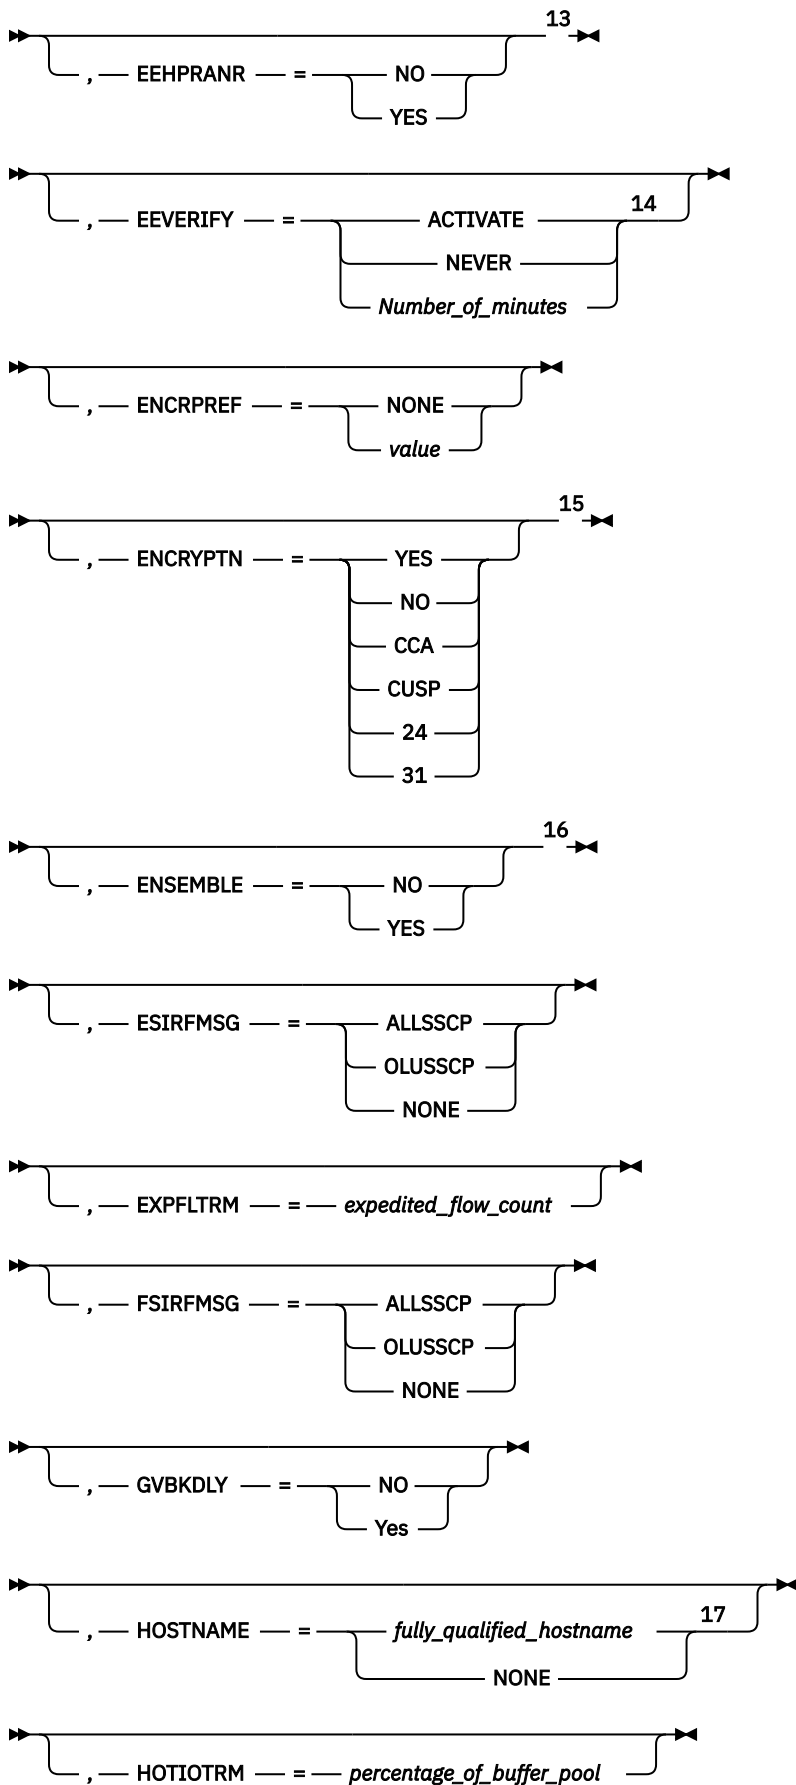 13
, EEHPRANR = NO
YES
, EEVERIFY = ACTIVATE 14
NEVER
Number_of_minutes
, ENCRPREF = NONE
value
15
, ENCRYPTN = YES
NO
CCA
CUSP
24
31
16
, ENSEMBLE = NO
YES
, ESIRFMSG = ALLSSCP
OLUSSCP
NONE
, EXPFLTRM = expedited_flow_count
, FSIRFMSG = ALLSSCP
OLUSSCP
NONE
, GVBKDLY = NO
Yes
, HOSTNAME = fully_qualified_hostname 17
NONE
, HOTIOTRM = percentage_of_buffer_pool